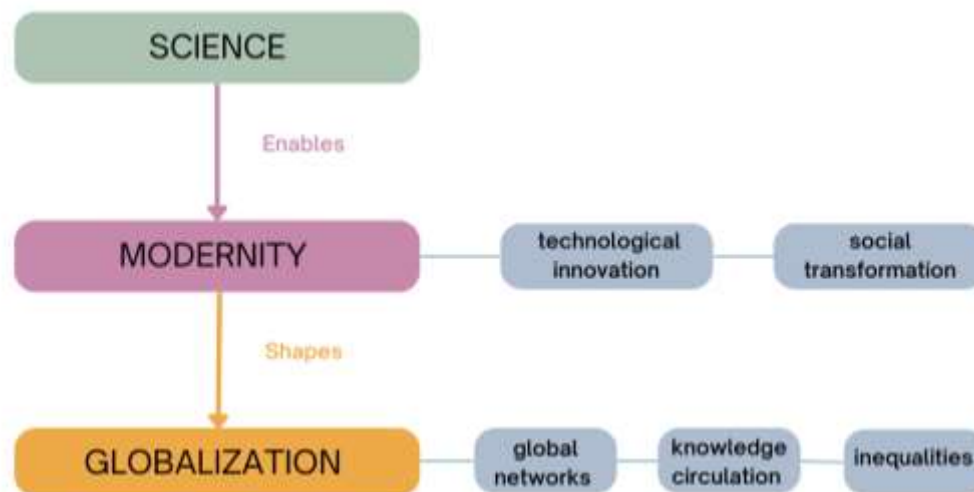 SCIENCE
Enables
MODERNITY
technological
innovation
social
transformation
Shapes
GLOBALIZATION
global
networks
knowledge
circulation
inequalities